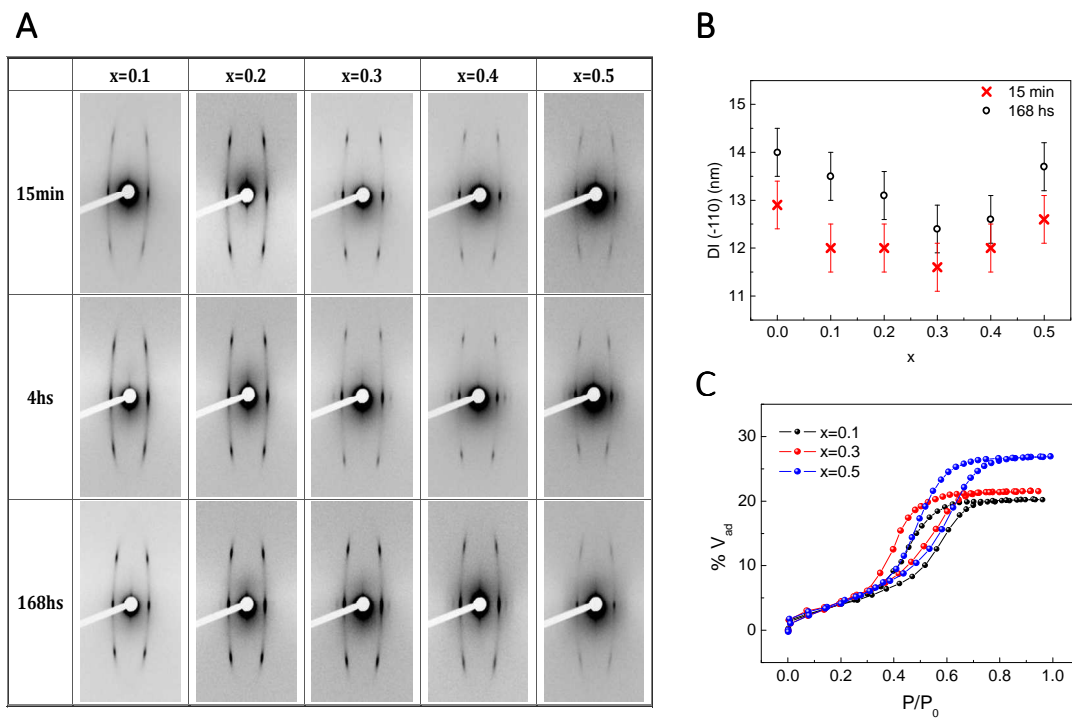 A
x=0.1 x=0.2 x=0.3 x=0.4 x=0.5
15min
4hs
168hs
B
15 min
168 hs
15
14
13
12
11
DI (-110) (nm)
0.0 0.1 0.2 0.3 0.4 0.5
x
C
x=0.1
x=0.3
x=0.5
30
20
10
0
% Vad
0.0 0.2 0.4 0.6 0.8 1.0
P/P0